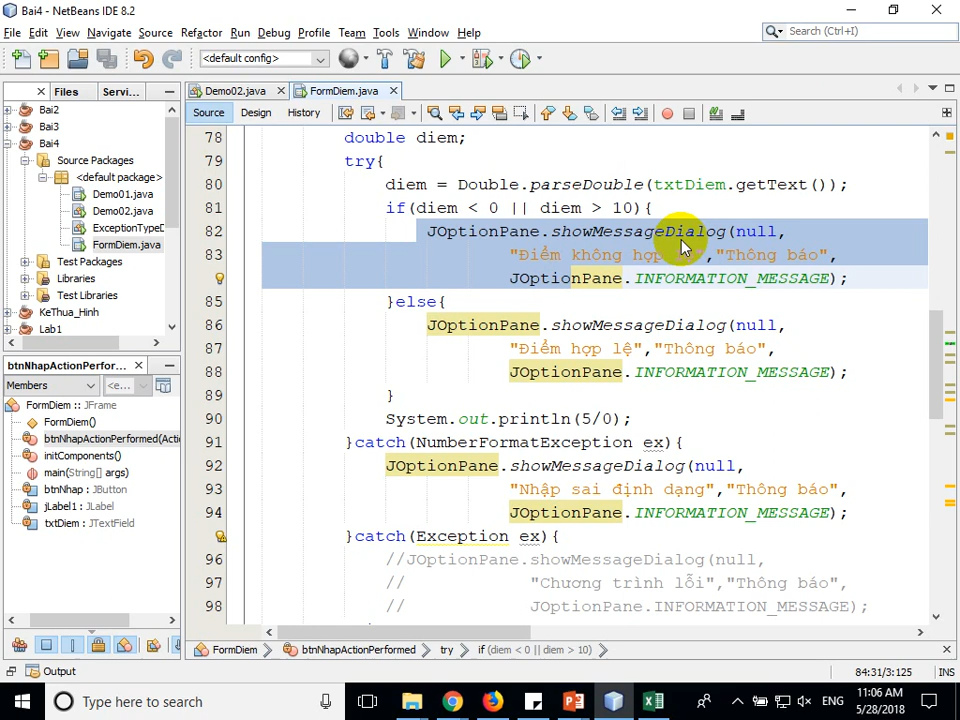 Bai4 - NetBeans IDE 8.2
File Edit View Navigate Source Refactor Run Debug Profile Team Tools Window Help
Search (Ctrl+I)
<default config>
Files Servi...
Demo02.java FormDiem.java
Source Design History
Bai2
Bai3
Bai4
Source Packages
<default package>
Demo01.java
Demo02.java
ExceptionTypeD
FormDiem.java
Test Packages
Libraries
Test Libraries
KeThua_Hinh
Lab1
btnNhapActionPerformed(...
Members <e...
FormDiem :: JFrame
FormDiem()
btnNhapActionPerformed(Actio
initComponents()
main(String[] args)
btnNhap : JButton
jLabel1 : JLabel
txtDiem : JTextField
78 double diem;
79 try{
80 diem = Double.parseDouble(txtDiem.getText());
81 if(diem < 0 || diem > 10){
82 JOptionPane.showMessageDialog(null,
83 "Điểm không hợp ","Thông báo",
JOptionPane.INFORMATION_MESSAGE);
85 }else{
86 JOptionPane.showMessageDialog(null,
87 "Điểm hợp lệ","Thông báo",
88 JOptionPane.INFORMATION_MESSAGE);
89 }
90 System.out.println(5/0);
91 }catch(NumberFormatException ex){
92 JOptionPane.showMessageDialog(null,
93 "Nhập sai định dạng","Thông báo",
94 JOptionPane.INFORMATION_MESSAGE);
}catch(Exception ex){
96 //JOptionPane.showMessageDialog(null,
97 // "Chương trình lỗi","Thông báo",
98 // JOptionPane.INFORMATION_MESSAGE);
FormDiem btnNhapActionPerformed try if (diem < 0 || diem > 10)
Output
84:31/3:125 INS
Type here to search
ENG
11:06 AM
5/28/2018